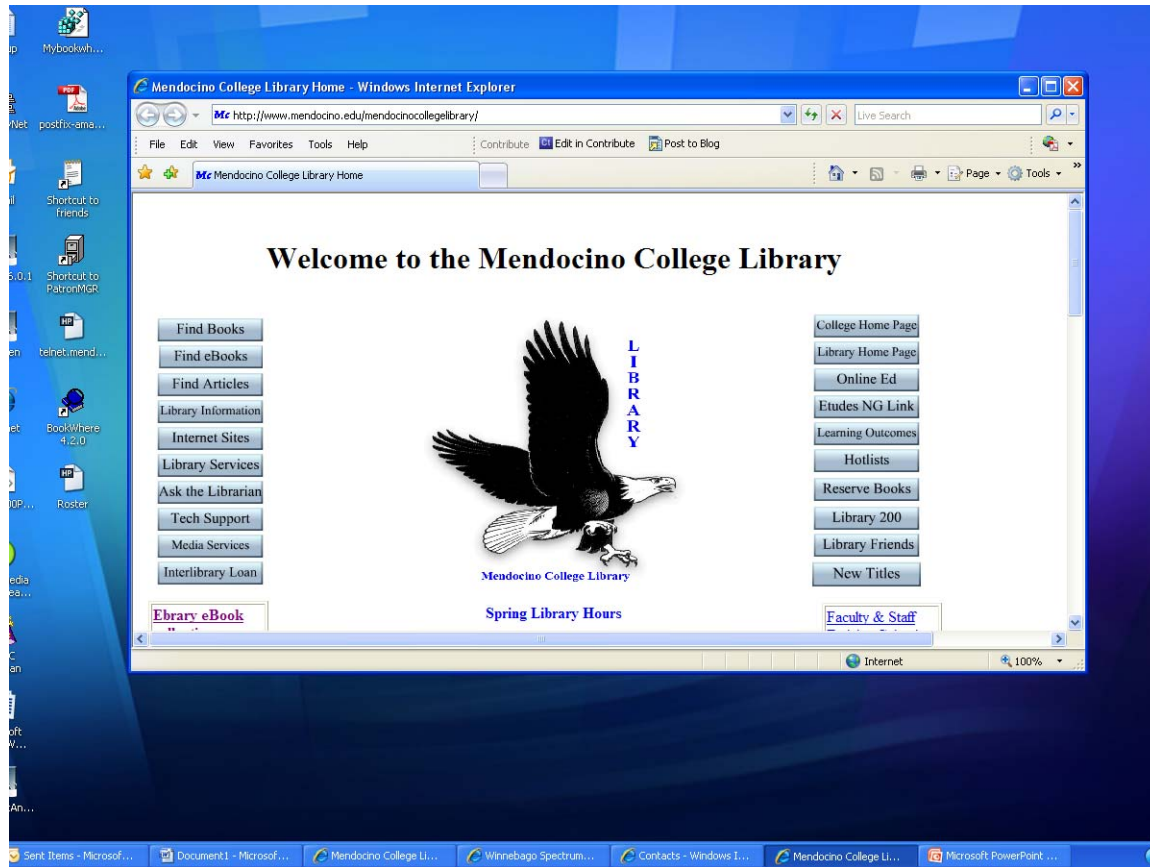 Mybookwh...
postfix-ama...
Shortcut to
friends
Shortcut to
PatronMGR
telnet.mend...
BookWhere
4.2.0
Roster
Mendocino College Library Home - Windows Internet Explorer
http://www.mendocino.edu/mendocinocollegelibrary/
Live Search
File Edit View Favorites Tools Help
Contribute Edit in Contribute Post to Blog
Mendocino College Library Home
Page Tools
Welcome to the Mendocino College Library
Find Books
Find eBooks
Find Articles
Library Information
Internet Sites
Library Services
Ask the Librarian
Tech Support
Media Services
Interlibrary Loan
Ebrary eBook
LIBRARY
Mendocino College Library
Spring Library Hours
College Home Page
Library Home Page
Online Ed
Etudes NG Link
Learning Outcomes
Hotlists
Reserve Books
Library 200
Library Friends
New Titles
Faculty & Staff
Internet 100%
Sent Items - Microsof... Document1 - Microsof... Mendocino College Li... Winnebago Spectrum... Contacts - Windows I... Mendocino College Li... Microsoft PowerPoint ...